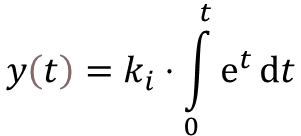 y(t) = k_i · ∫_0^t e^t dt